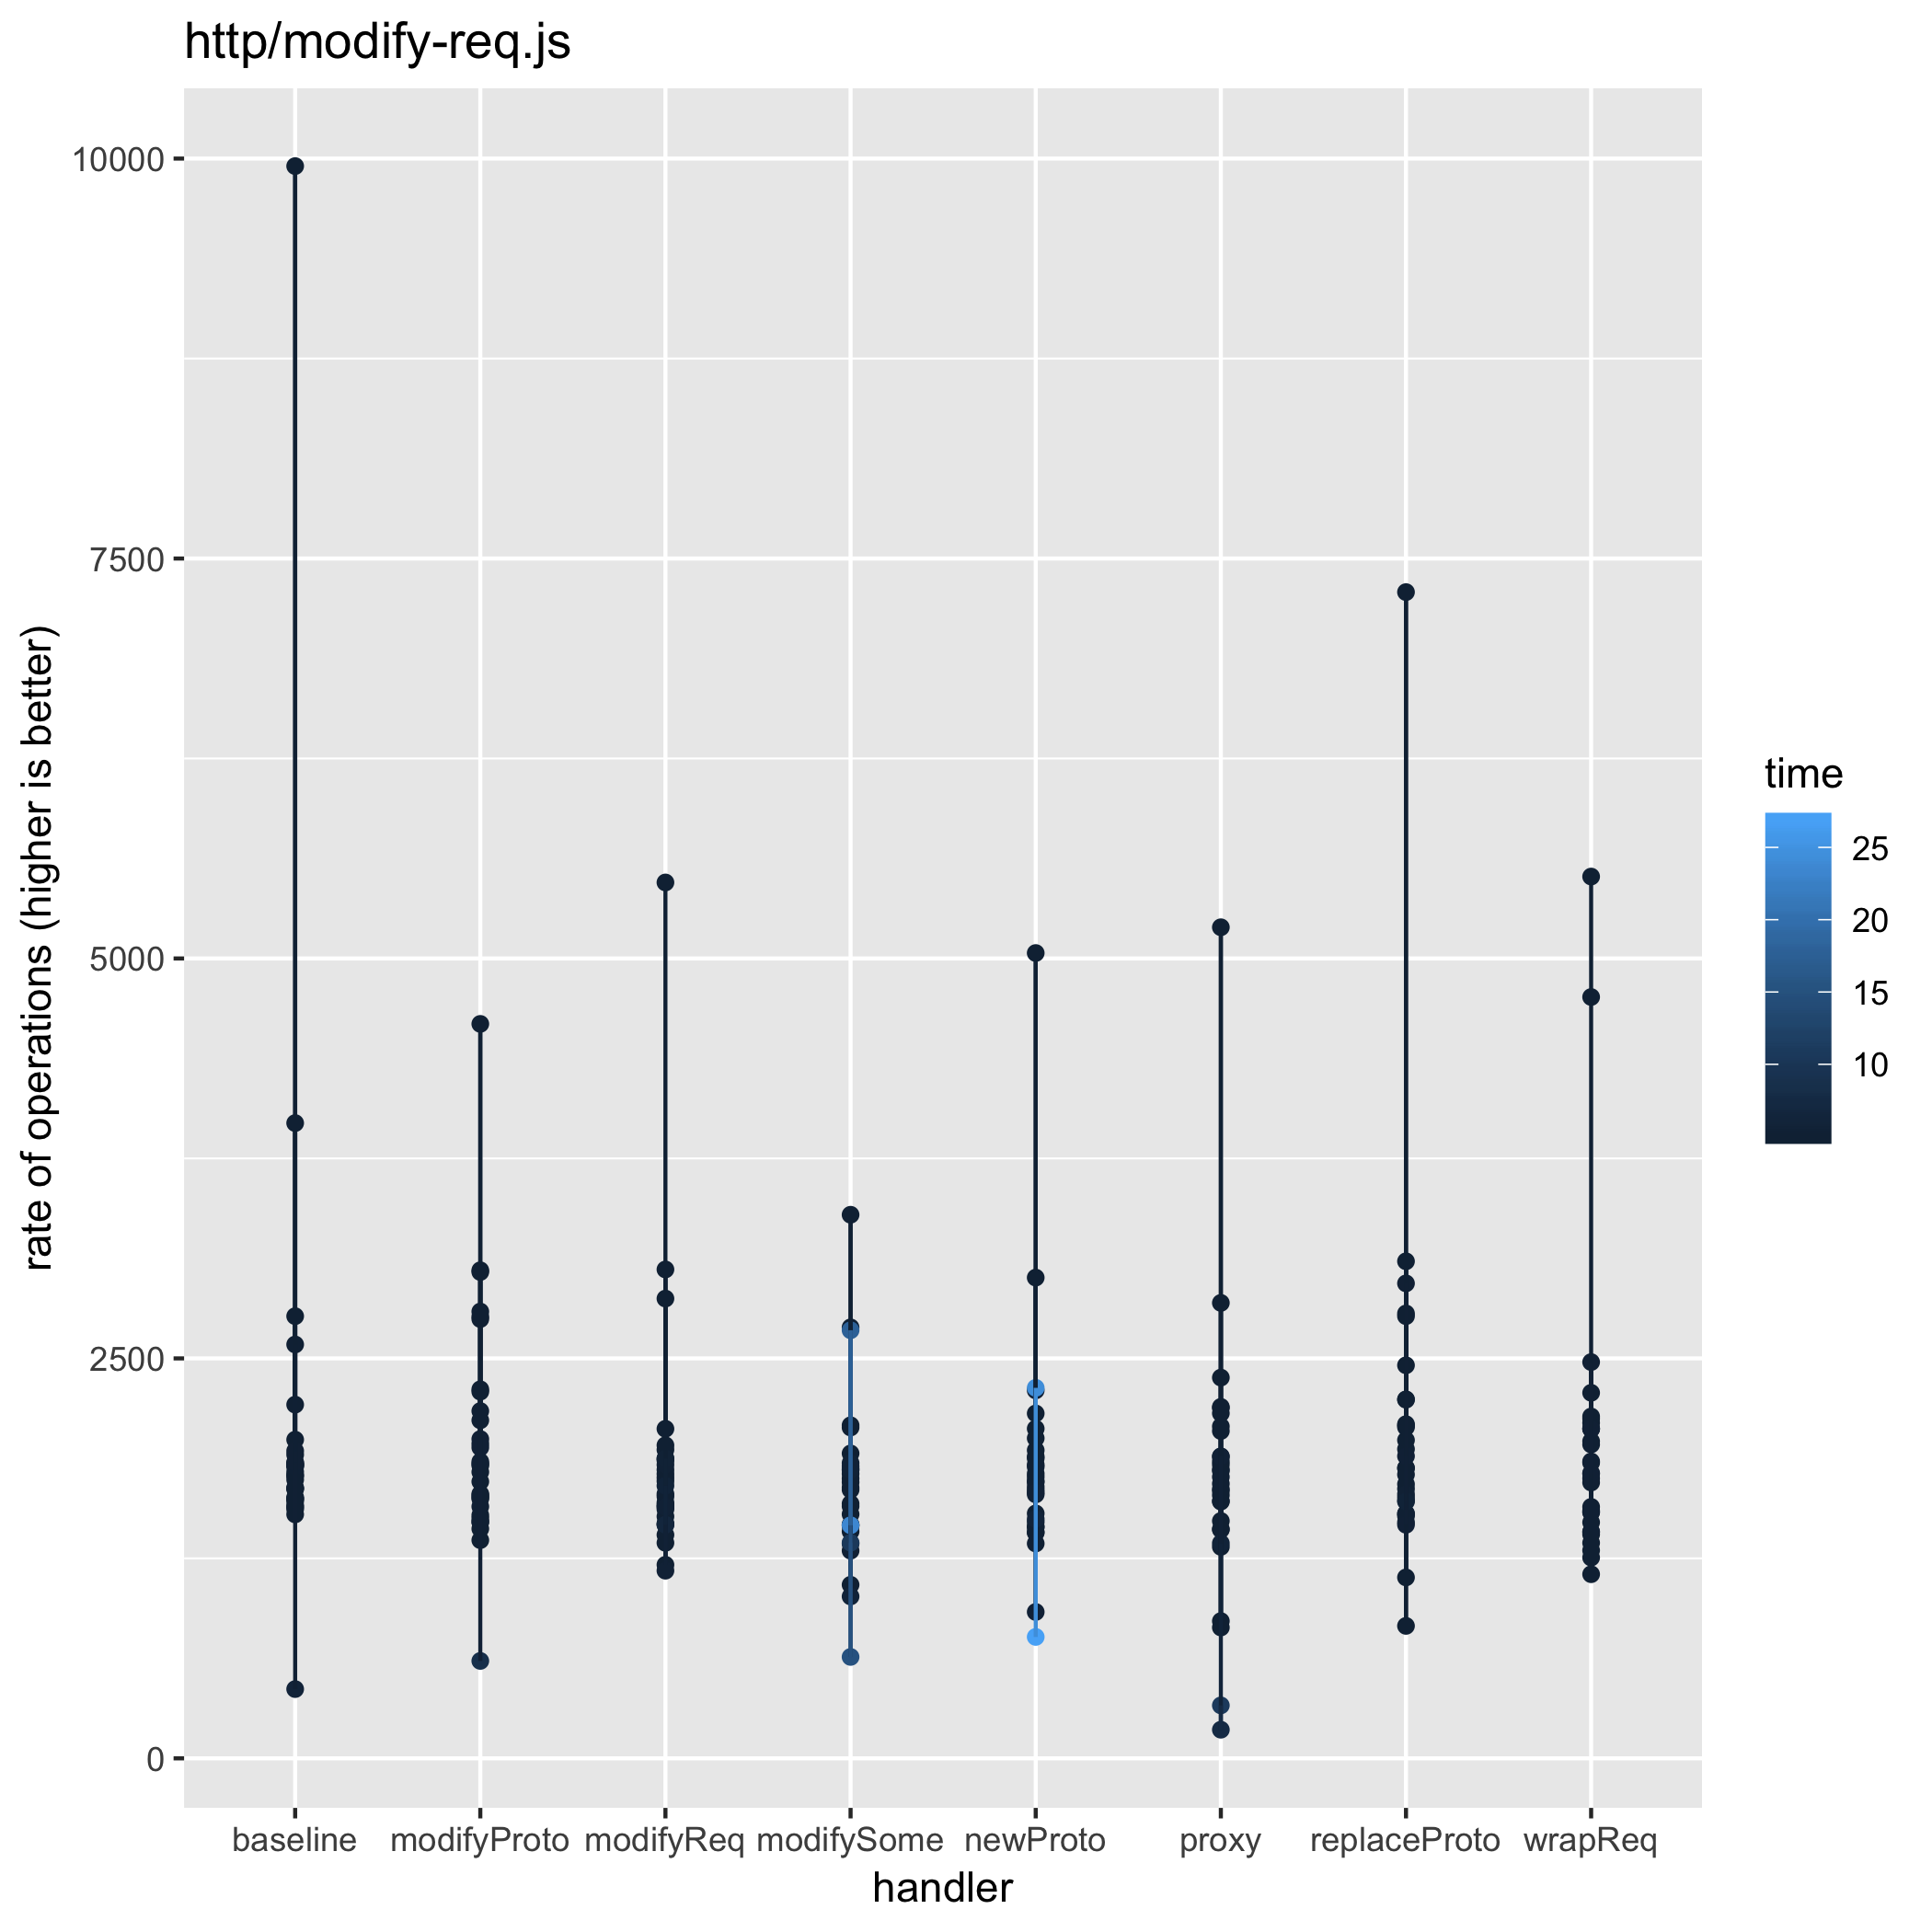 http/modify-req.js
rate of operations (higher is better)
10000
7500
5000
2500
0
baseline modifyProto modifyReq modifySome newProto proxy replaceProto wrapReq
handler
time
25
20
15
10